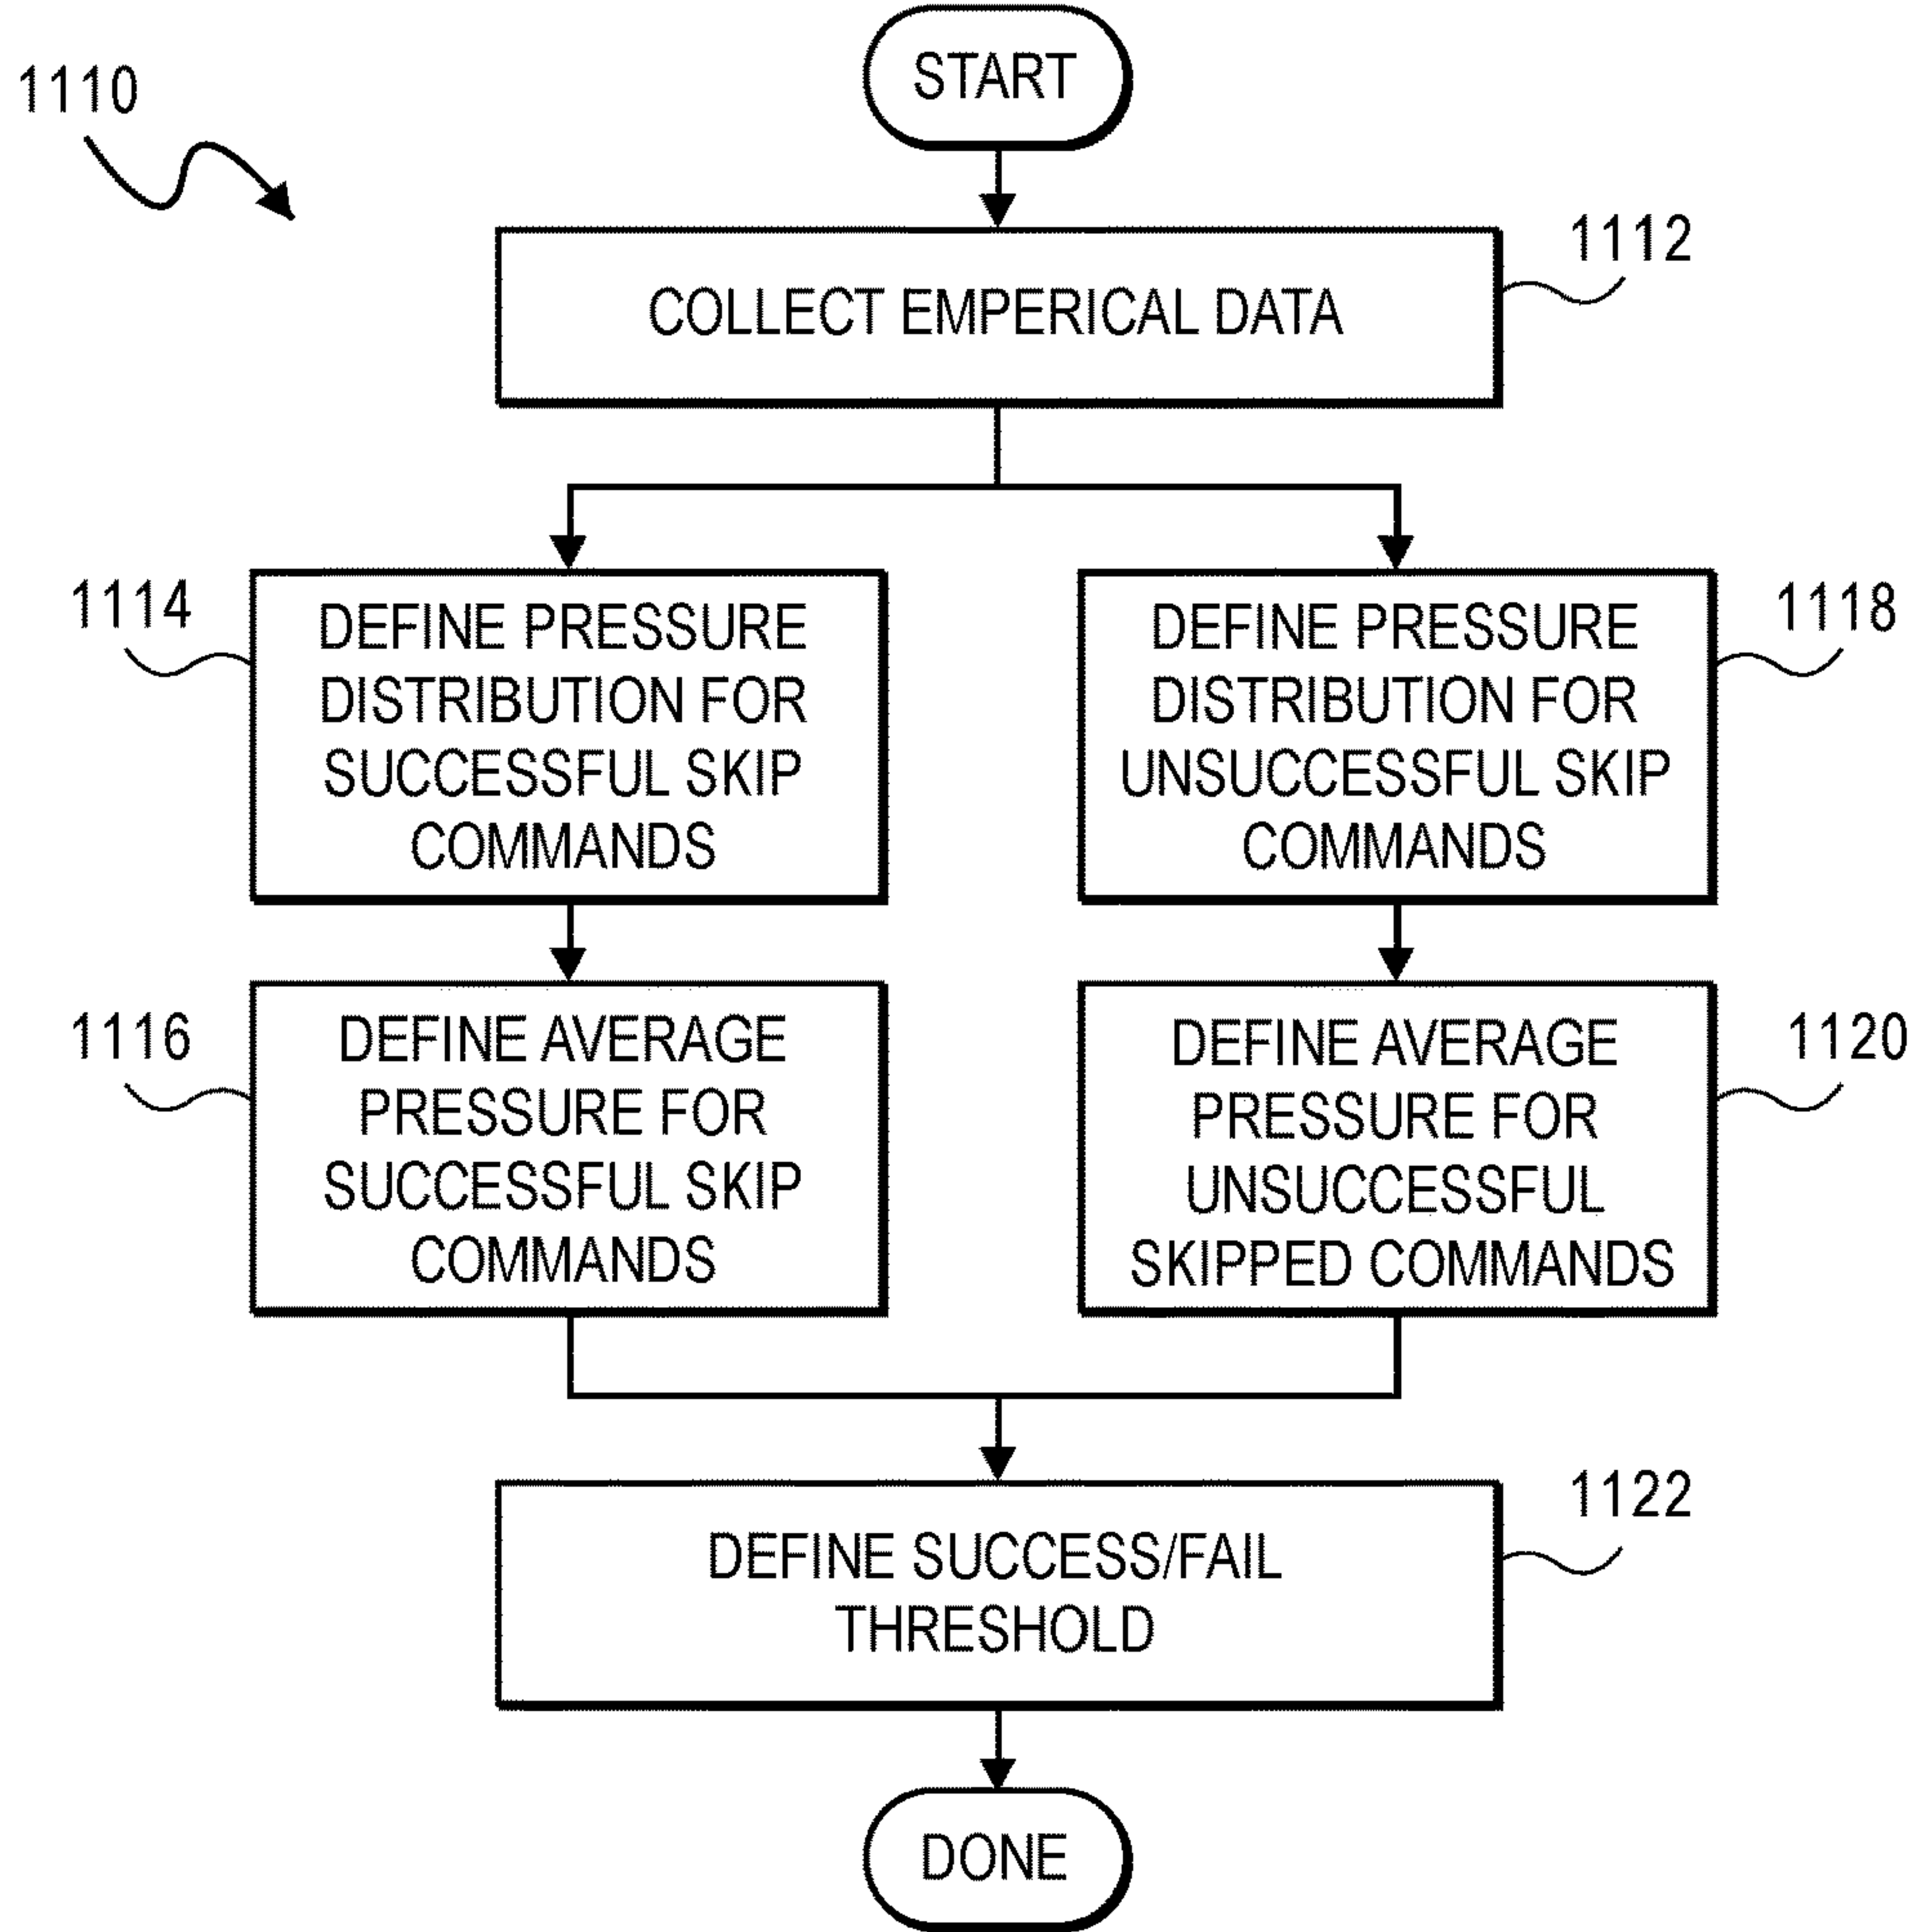 START
1110
1112
COLLECT EMPERICAL DATA
1114
DEFINE PRESSURE
DISTRIBUTION FOR
SUCCESSFUL SKIP
COMMANDS
1118
DEFINE PRESSURE
DISTRIBUTION FOR
UNSUCCESSFUL SKIP
COMMANDS
1116
DEFINE AVERAGE
PRESSURE FOR
SUCCESSFUL SKIP
COMMANDS
1120
DEFINE AVERAGE
PRESSURE FOR
UNSUCCESSFUL
SKIPPED COMMANDS
1122
DEFINE SUCCESS/FAIL
THRESHOLD
DONE